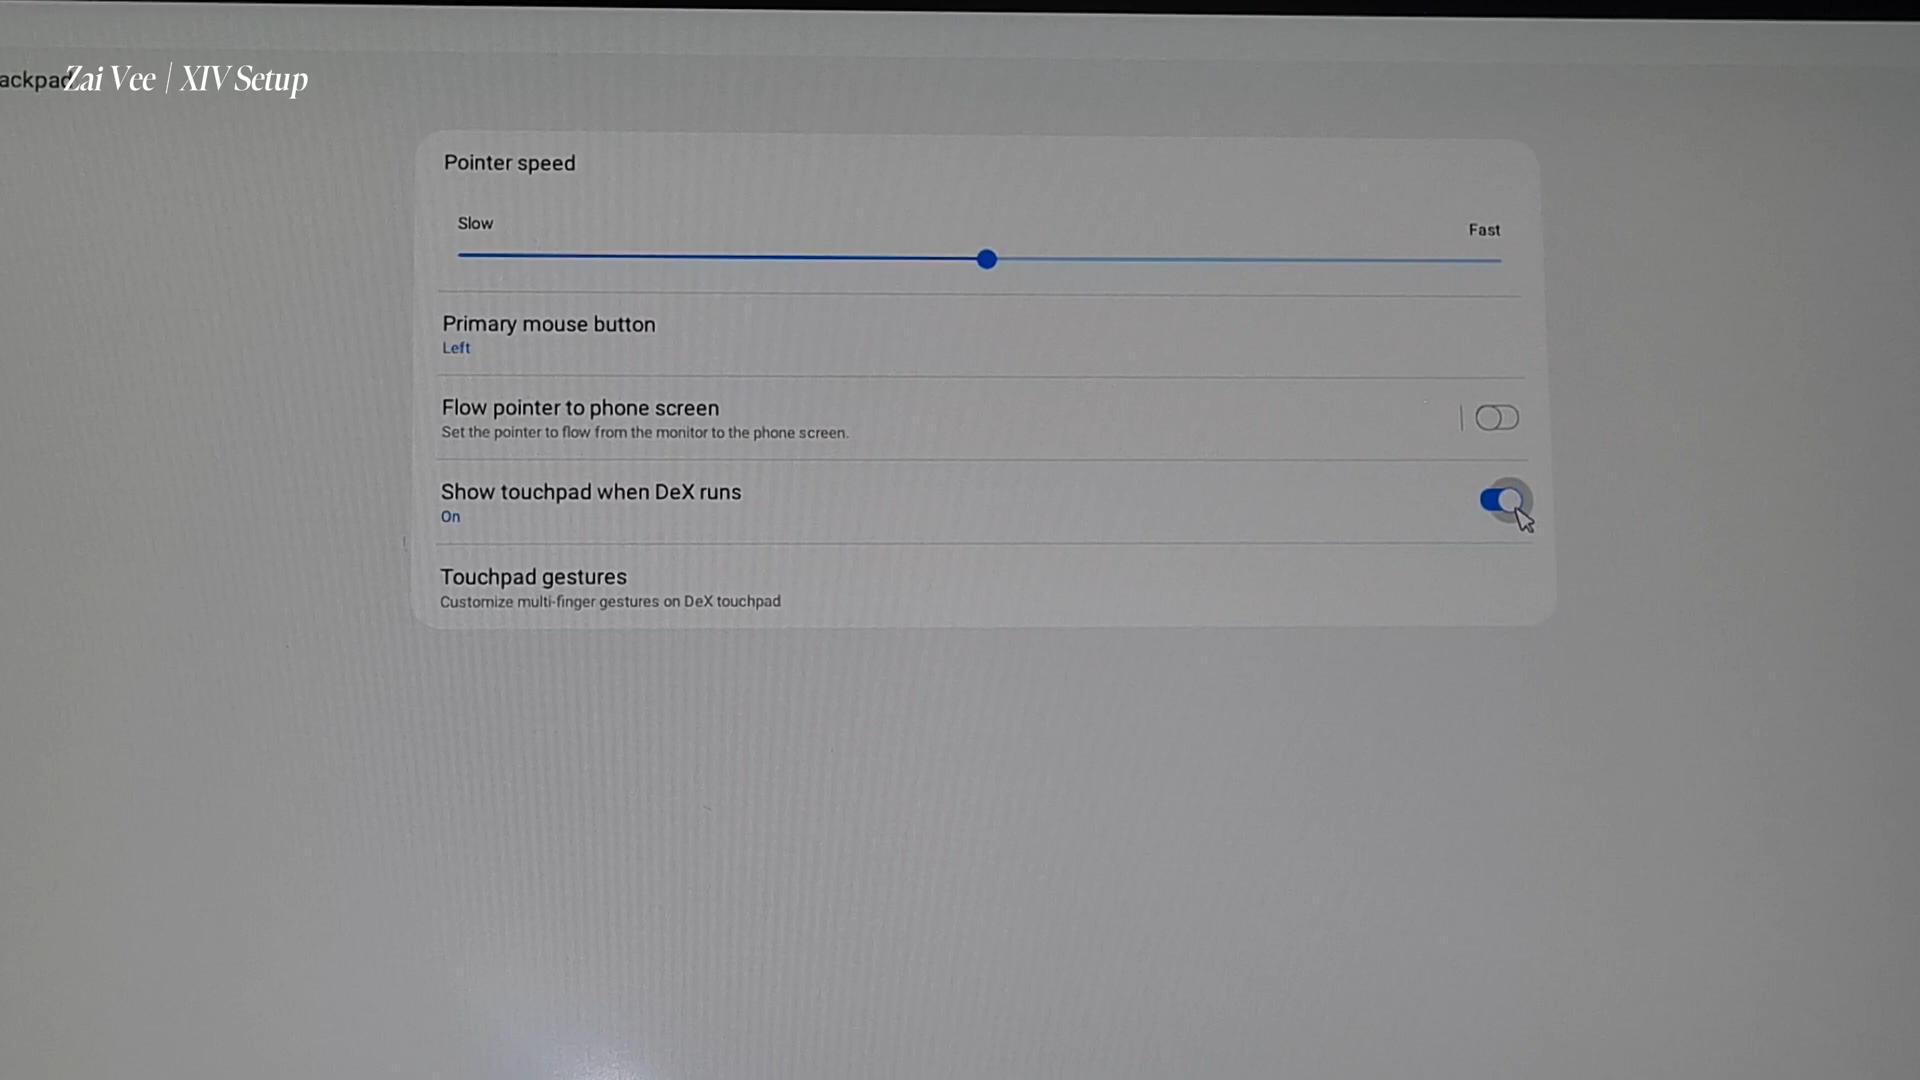 ackpad
Zai Vee | XIV Setup
Pointer speed
Slow
Fast
Primary mouse button
Left
Flow pointer to phone screen
Set the pointer to flow from the monitor to the phone screen.
Show touchpad when DeX runs
On
Touchpad gestures
Customize multi-finger gestures on DeX touchpad